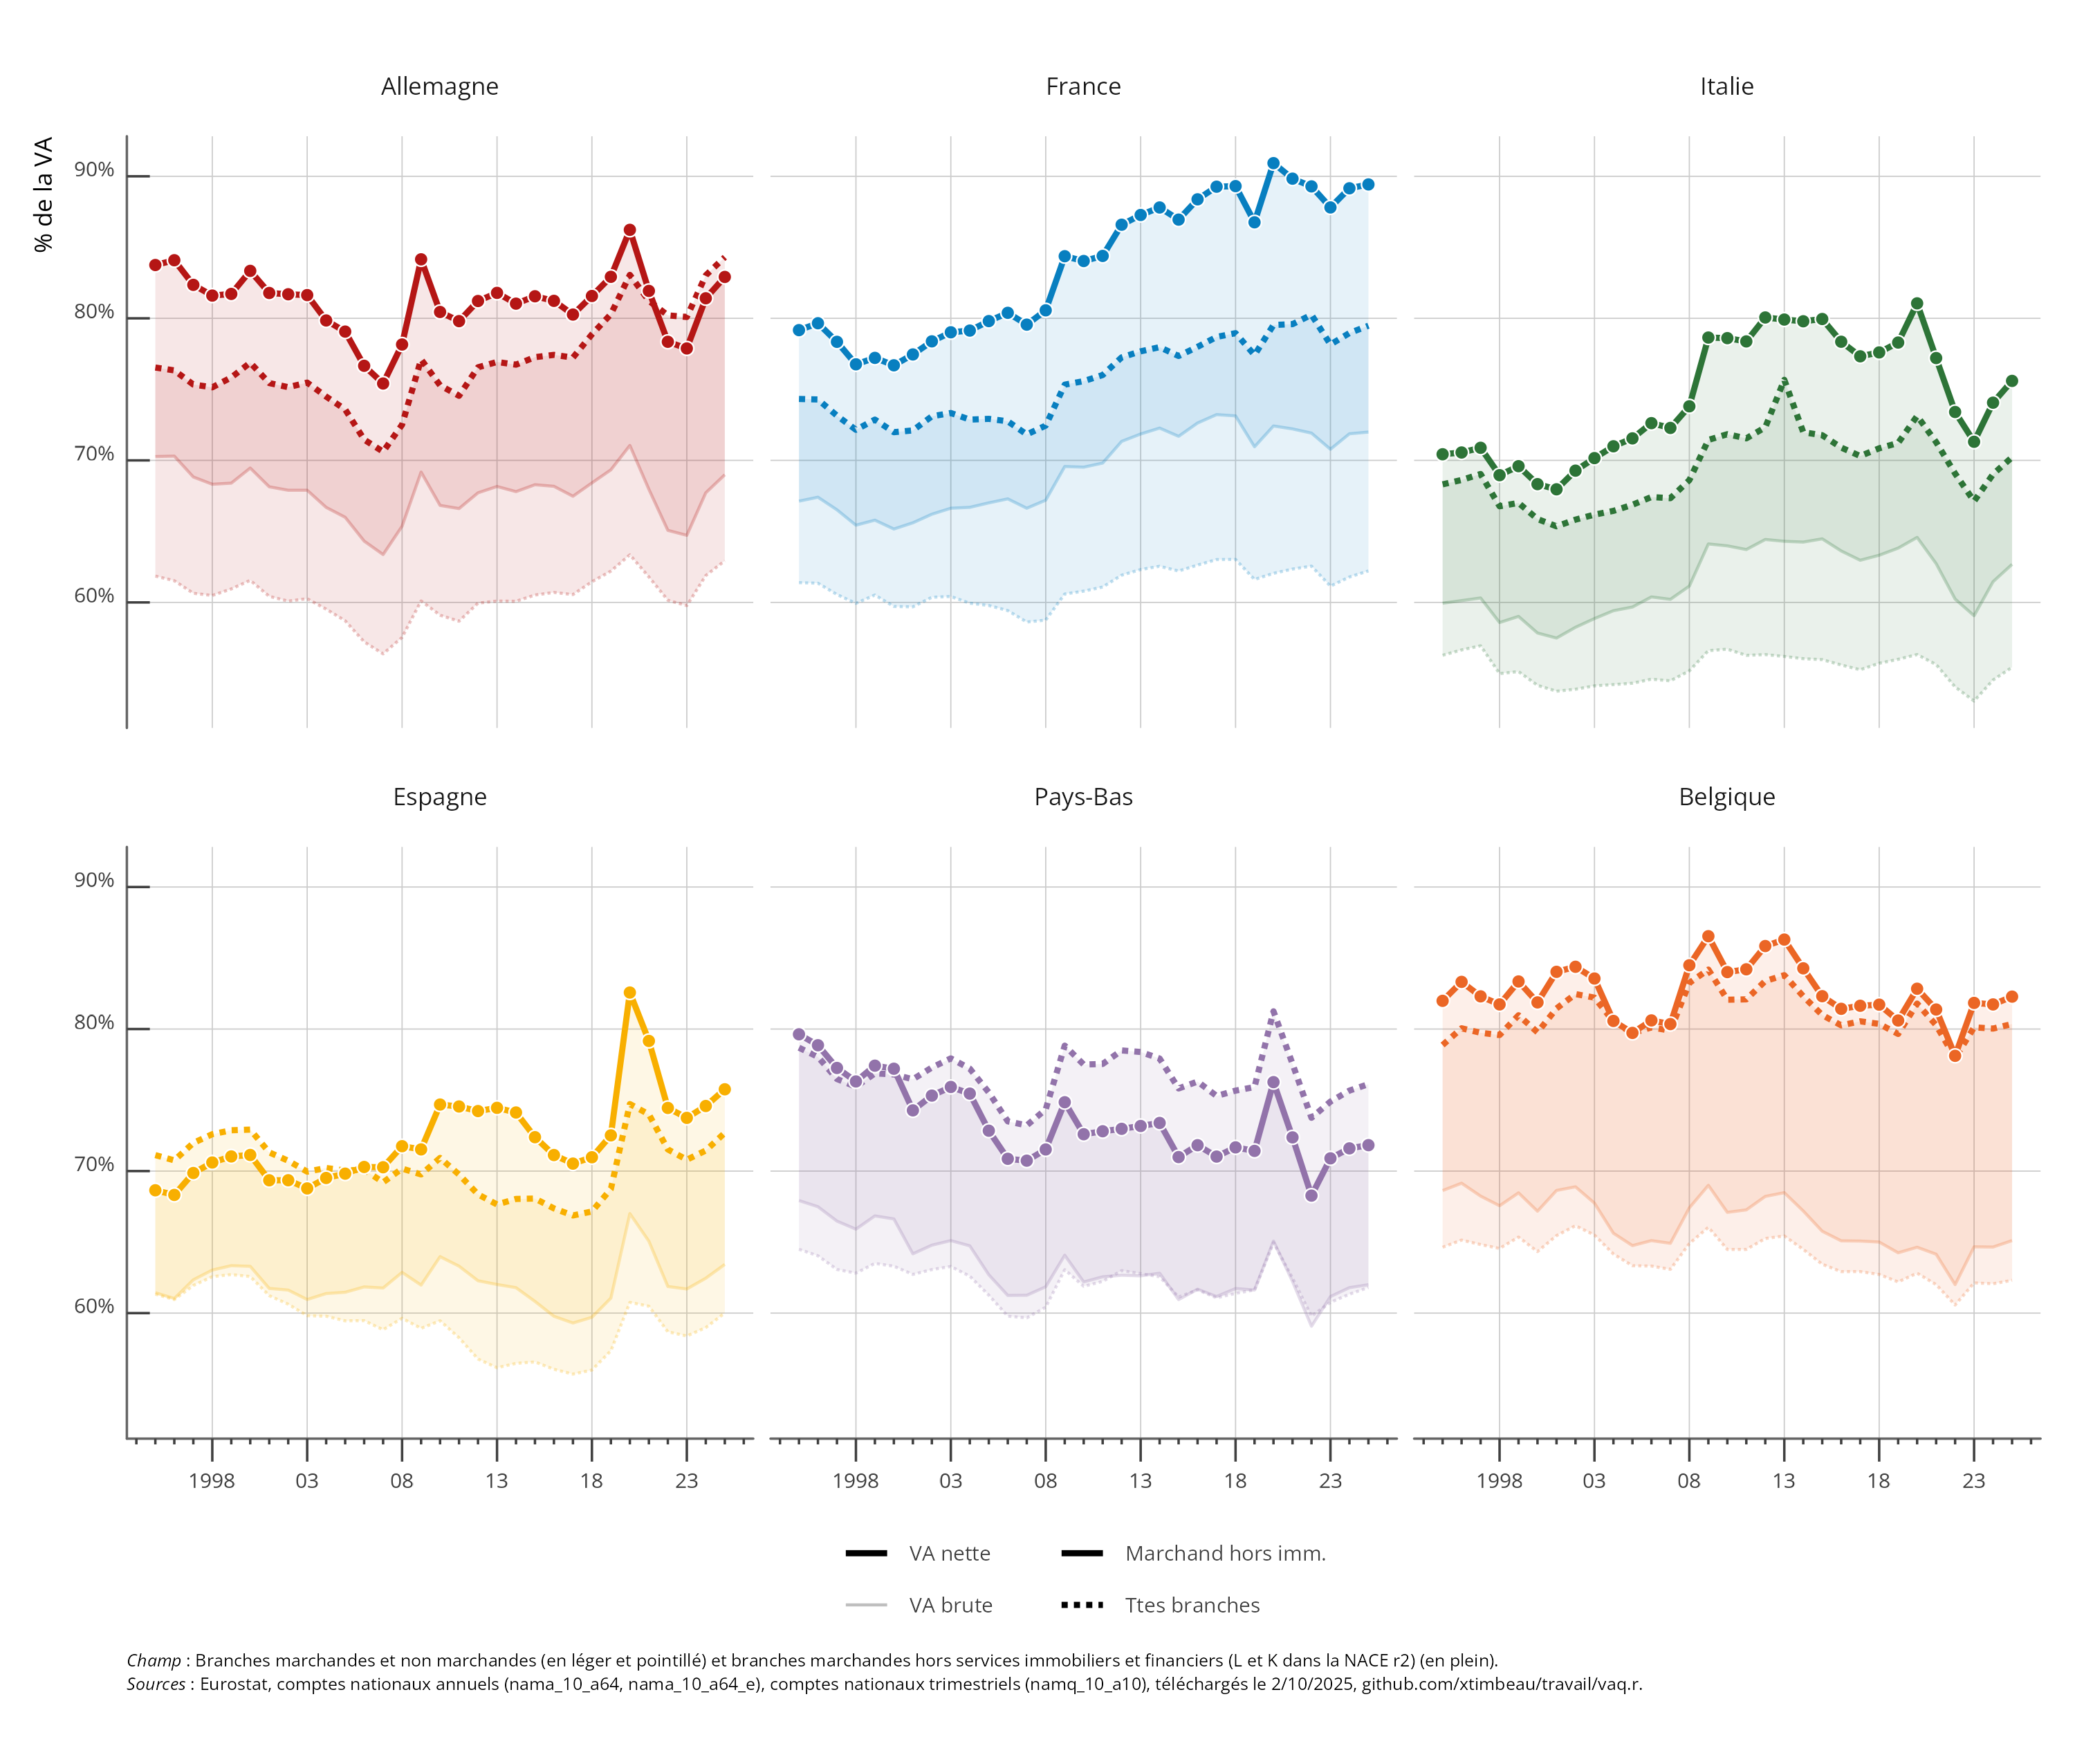 Allemagne
France
Italie
% de la VA
90%
80%
70%
60%
Espagne
Pays-Bas
Belgique
90%
80%
70%
60%
1998 03 08 13 18 23
1998 03 08 13 18 23
1998 03 08 13 18 23
VA nette
Marchand hors imm.
VA brute
Ttes branches
Champ : Branches marchandes et non marchandes (en léger et pointillé) et branches marchandes hors services immobiliers et financiers (L et K dans la NACE r2) (en plein).
Sources : Eurostat, comptes nationaux annuels (nama_10_a64, nama_10_a64_e), comptes nationaux trimestriels (namq_10_a10), téléchargés le 2/10/2025, github.com/xtimbeau/travail/vaq.r.